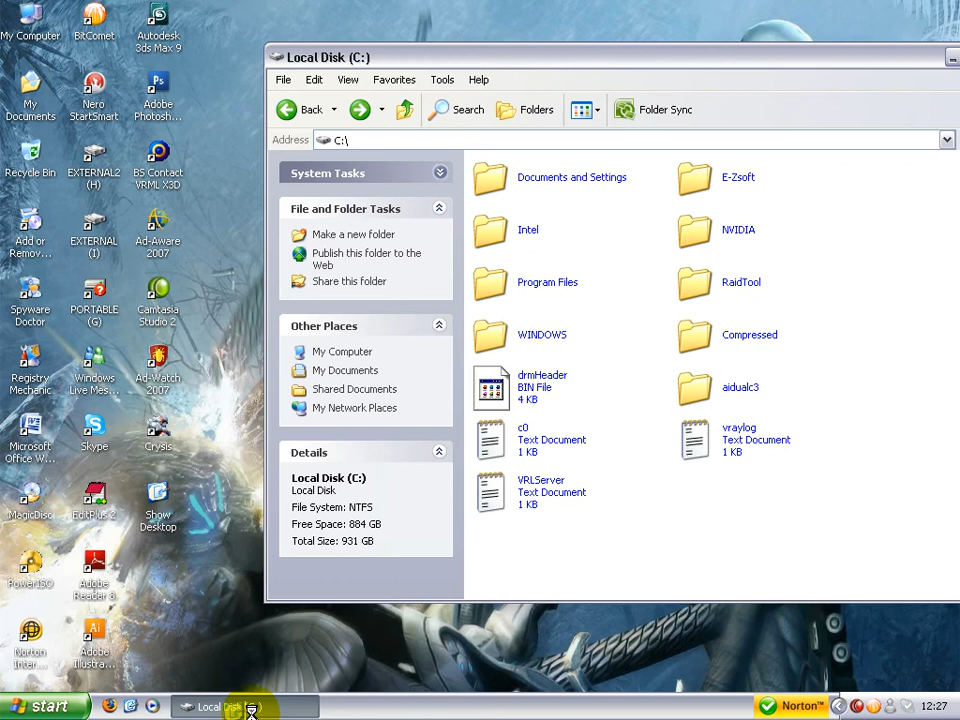 My Computer
BitComet
Autodesk
3ds Max 9
My
Documents
Nero
StartSmart
Adobe
Photosh...
Recycle Bin
EXTERNAL2
(H)
BS Contact
VRML X3D
Add or
Remov...
EXTERNAL
(I)
Ad-Aware
2007
Spyware
Doctor
PORTABLE
(G)
Camtasia
Studio 2
Registry
Mechanic
Windows
Live Mes...
Ad-Watch
2007
Microsoft
Office W...
Skype
Crysis
MagicDisc
EditPlus 2
Show
Desktop
PowerISO
Adobe
Reader 8
Norton
Inter...
Adobe
Illustra...
Local Disk (C:)
File Edit View Favorites Tools Help
Back Search Folders Folder Sync
Address C:\
System Tasks
File and Folder Tasks
Make a new folder
Publish this folder to the
Web
Share this folder
Other Places
My Computer
My Documents
Shared Documents
My Network Places
Details
Local Disk (C:)
Local Disk
File System: NTFS
Free Space: 884 GB
Total Size: 931 GB
Documents and Settings
E-Zsoft
Intel
NVIDIA
Program Files
RaidTool
WINDOWS
Compressed
drmHeader
BIN File
4 KB
aidualc3
c0
Text Document
1 KB
vraylog
Text Document
1 KB
VRLServer
Text Document
1 KB
start
Local Disk
Norton™
12:27